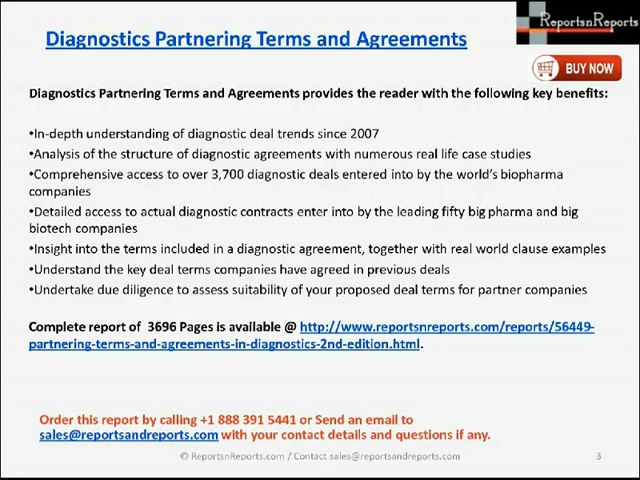 ReportsnReports
Diagnostics Partnering Terms and Agreements
BUY NOW
Diagnostics Partnering Terms and Agreements provides the reader with the following key benefits:
•In-depth understanding of diagnostic deal trends since 2007
•Analysis of the structure of diagnostic agreements with numerous real life case studies
•Comprehensive access to over 3,700 diagnostic deals entered into by the world's biopharma
companies
•Detailed access to actual diagnostic contracts enter into by the leading fifty big pharma and big
biotech companies
•Insight into the terms included in a diagnostic agreement, together with real world clause examples
•Understand the key deal terms companies have agreed in previous deals
•Undertake due diligence to assess suitability of your proposed deal terms for partner companies
Complete report of 3696 Pages is available @ http://www.reportsnreports.com/reports/56449-
partnering-terms-and-agreements-in-diagnostics-2nd-edition.html.
Order this report by calling +1 888 391 5441 or Send an email to
sales@reportsandreports.com with your contact details and questions if any.
© ReportsnReports.com / Contact sales@reportsandreports.com
3